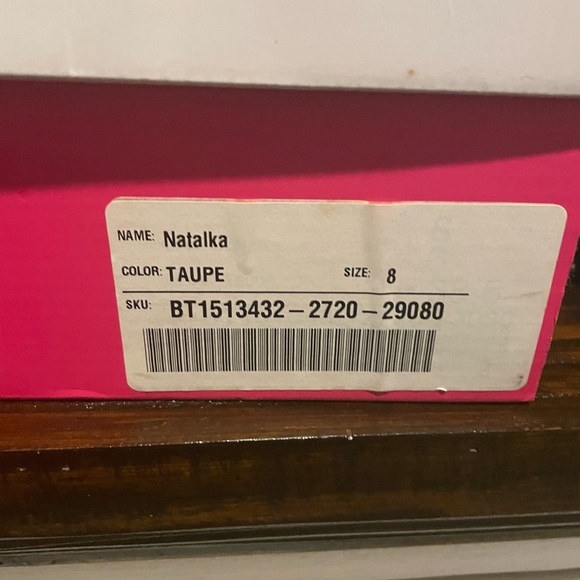 NAME: Natalka
COLOR: TAUPE SIZE: 8
SKU: BT1513432-2720-29080